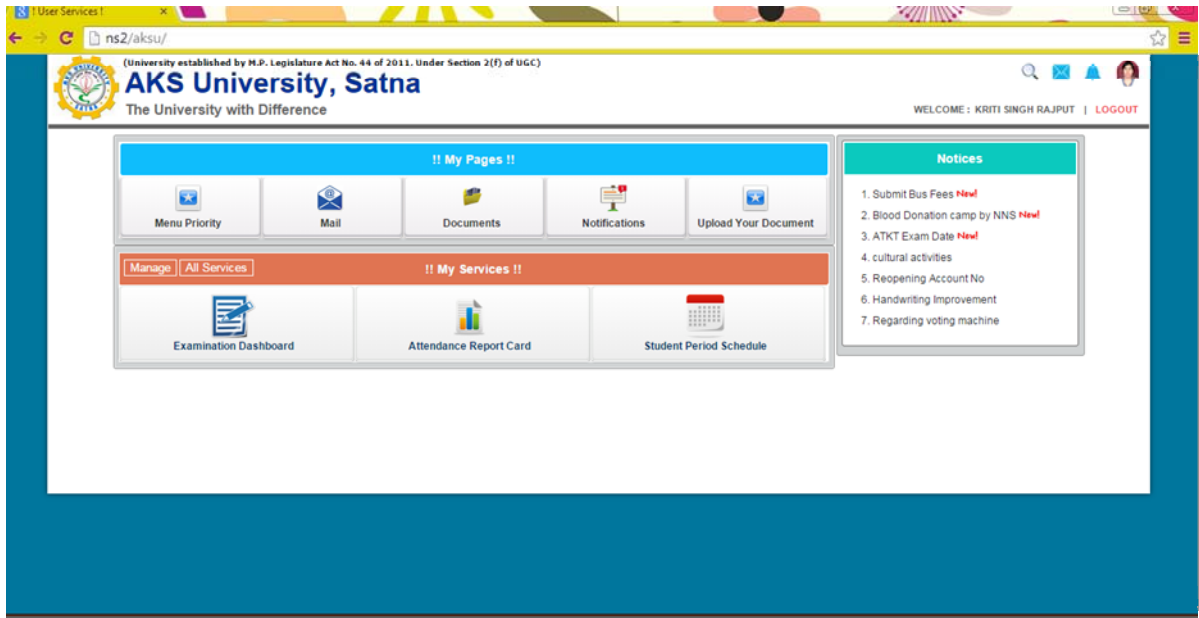 ! User Services !
ns2/aksu/
(University established by M.P. Legislature Act No. 44 of 2011. Under Section 2(f) of UGC)
AKS University, Satna
The University with Difference
WELCOME : KRITI SINGH RAJPUT | LOGOUT
!! My Pages !!
Menu Priority
Mail
Documents
Notifications
Upload Your Document
Manage
All Services
!! My Services !!
Examination Dashboard
Attendance Report Card
Student Period Schedule
Notices
1. Submit Bus Fees New!
2. Blood Donation camp by NNS New!
3. ATKT Exam Date New!
4. cultural activities
5. Reopening Account No
6. Handwriting Improvement
7. Regarding voting machine